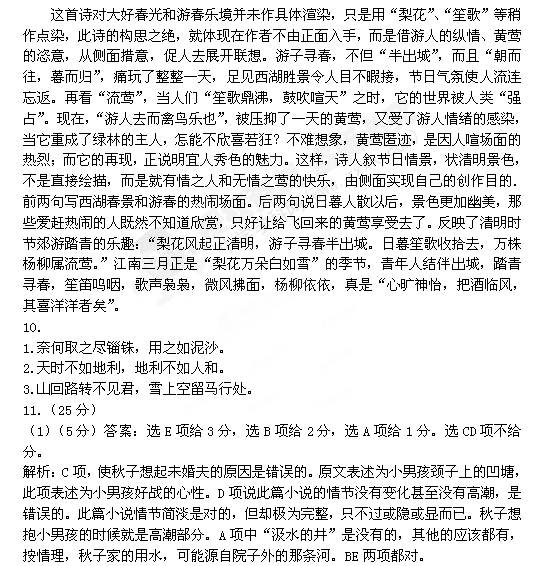 这首诗对大好春光和游春乐境并未作具体渲染，只是用“梨花”、“笙歌”等稍
作点染，此诗的构思之绝，就体现在作者不由正面入手，而是借游人的纵情、黄莺
的恣意，从侧面措意，促人去展开联想。游子寻春，不但“半出城”，而且“朝而
往，暮而归”，痛玩了整整一天，足见西湖胜景令人目不暇接，节日气氛使人流连
忘返。再看“流莺”，当人们“笙歌鼎沸，鼓吹喧天”之时，它的世界被人类“强
占”。现在，“游人去而禽鸟乐也”，被压抑了一天的黄莺，又受了游人情绪的感染，
当它重成了绿林的主人，怎能不欣喜若狂？不难想象，黄莺匿迹，是因人喧场面的
热烈；而它的再现，正说明宜人秀色的魅力。这样，诗人叙节日情景，状清明景色，
不是直接绘描，而是就有情之人和无情之莺的快乐，由侧面实现自己的创作目的．
前两句写西湖春景和游春的热闹场面。后两句说日暮人散以后，景色更加幽美，那
些爱赶热闹的人既然不知道欣赏，只好让给飞回来的黄莺享受去了。反映了清明时
节郊游踏青的乐趣：“梨花风起正清明，游子寻春半出城。日暮笙歌收拾去，万株
杨柳属流莺。”江南三月正是“梨花万朵白如雪”的季节，青年人结伴出城，踏青
寻春，笙笛呜咽，歌声袅袅，微风拂面，杨柳依依，真是“心旷神怡，把酒临风，
其喜洋洋者矣”。
10.
1.奈何取之尽锱铢，用之如泥沙。
2.天时不如地利，地利不如人和。
3.山回路转不见君，雪上空留马行处。
11.（25分）
（1）（5分）答案：选E项给3分，选B项给2分，选A项给1分。选CD项不给
分。
解析：C项，使秋子想起未婚夫的原因是错误的。原文表述为小男孩颈子上的凹塘，
此项表述为小男孩好战的心性。D项说此篇小说的情节没有变化甚至没有高潮，是
错误的。此篇小说情节简淡是对的，但却极为完整，只不过或隐或显而已。秋子想
抱小男孩的时候就是高潮部分。A项中“汲水的井”是没有的，其他的应该都有，
按情理，秋子家的用水，可能源自院子外的那条河。BE两项都对。